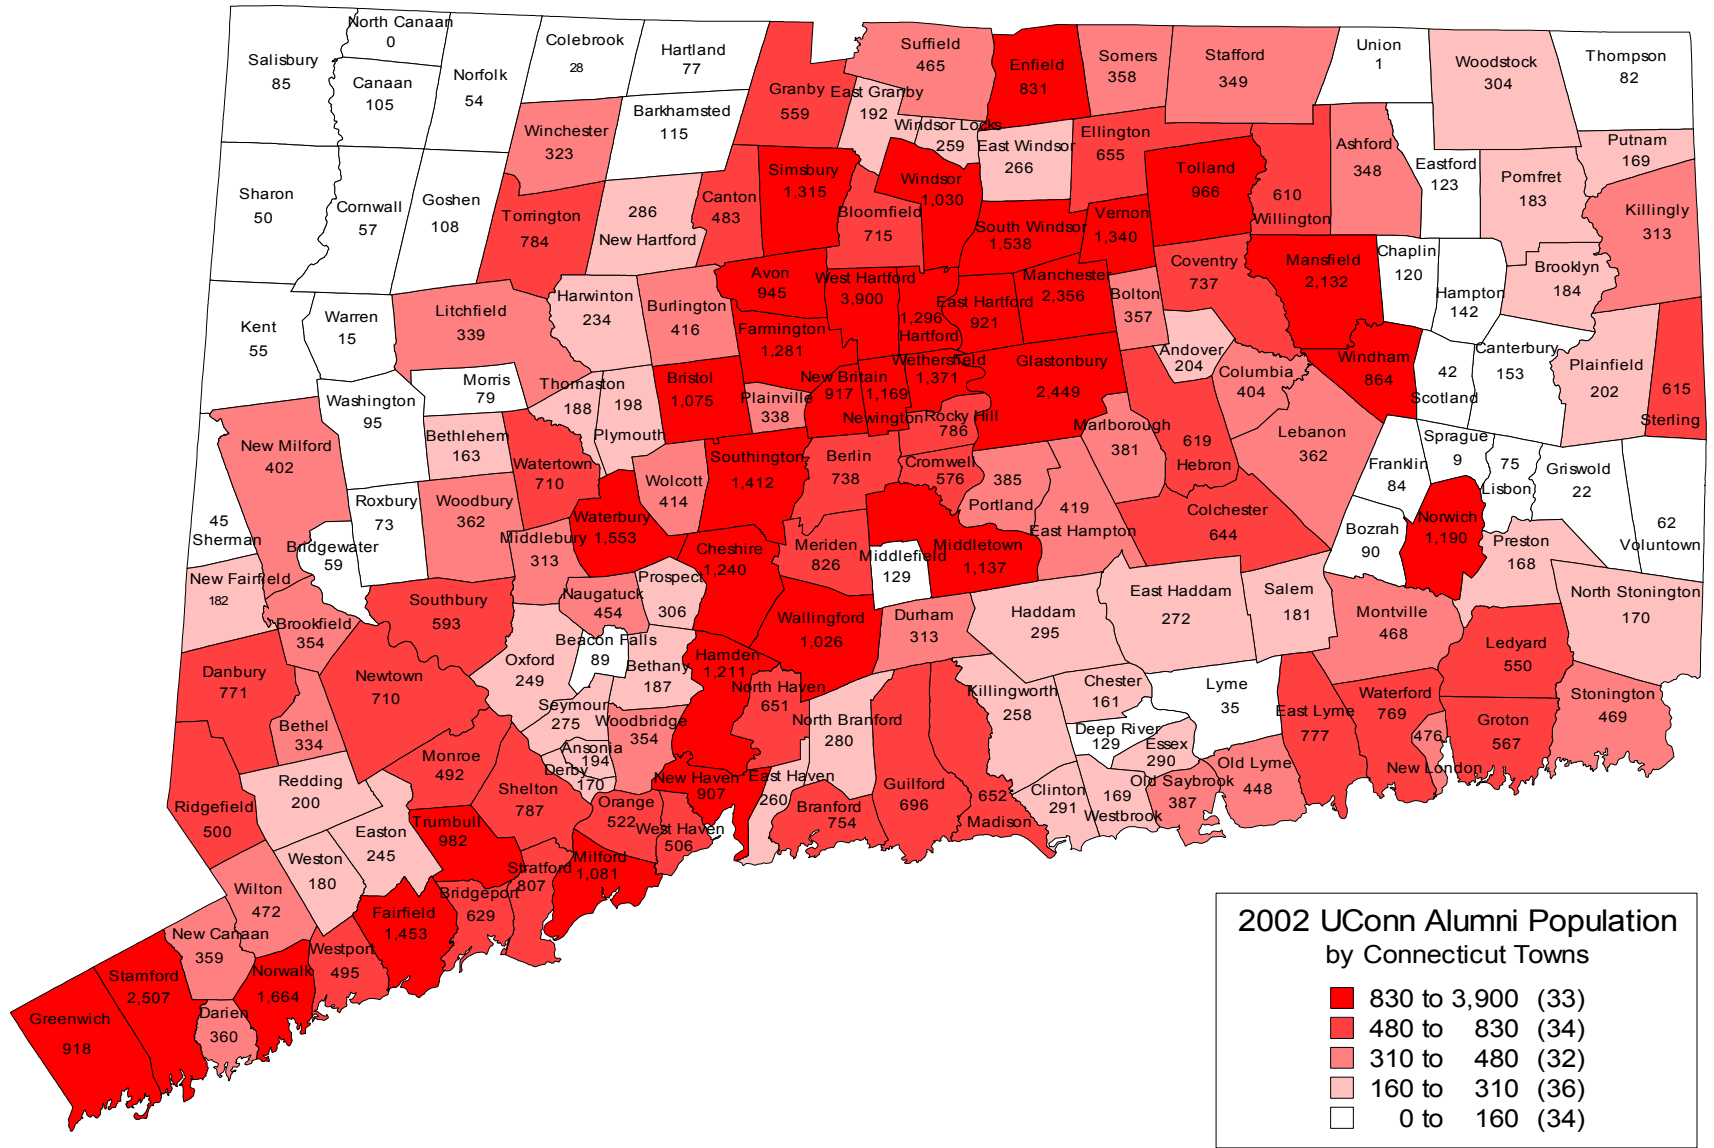 North Canaan
0
Salisbury
85
Canaan
105
Norfolk
54
Colebrook
28
Hartland
77
Barkhamsted
115
Winchester
323
Granby
559
East Granby
192
Suffield
465
Windsor Locks
259
Enfield
831
East Windsor
266
Somers
358
Ellington
655
Stafford
349
Union
1
Woodstock
304
Thompson
82
Putnam
169
Ashford
348
Eastford
123
Pomfret
183
Killingly
313
Tolland
966
610
Willington
Sharon
50
Cornwall
57
Goshen
108
Torrington
784
286
New Hartford
Canton
483
Simsbury
1,315
Bloomfield
715
Windsor
1,030
South Windsor
1,538
Vernon
1,340
Coventry
737
Mansfield
2,132
Chaplin
120
Hampton
142
Brooklyn
184
Kent
55
Warren
15
Litchfield
339
Harwinton
234
Burlington
416
Avon
945
West Hartford
3,900
1,296
Hartford
East Hartford
921
Manchester
2,356
Bolton
357
Andover
204
Columbia
404
Windham
864
42
Scotland
Canterbury
153
Plainfield
202
615
Sterling
Farmington
1,281
Morris
79
Washington
95
Bethlehem
163
Thomaston
188
198
Plymouth
Bristol
1,075
Plainville
338
New Britain
917
1,169
Newington
Wethersfield
1,371
Rocky Hill
786
Glastonbury
2,449
Marlborough
381
619
Hebron
Lebanon
362
Franklin
84
Sprague
9
75
Lisbon
Griswold
22
62
Voluntown
New Milford
402
Roxbury
73
Woodbury
362
Watertown
710
Wolcott
414
Southington
1,412
Berlin
738
Cromwell
576
385
Portland
419
East Hampton
Colchester
644
Bozrah
90
Norwich
1,190
Preston
168
45
Sherman
Bridgewater
59
Middlebury
313
Waterbury
1,553
Cheshire
1,240
Meriden
826
Middlefield
129
Middletown
1,137
New Fairfield
182
Brookfield
354
Southbury
593
Naugatuck
454
Prospect
306
Wallingford
1,026
Durham
313
Haddam
295
East Haddam
272
Salem
181
Montville
468
Ledyard
550
North Stonington
170
Danbury
771
Bethel
334
Newtown
710
Oxford
249
Beacon Falls
89
Bethany
187
Hamden
1,211
North Haven
651
North Branford
280
Killingworth
258
Chester
161
Deep River
129
Essex
290
Lyme
35
East Lyme
777
Waterford
769
476
New London
Groton
567
Stonington
469
Seymour
275
Woodbridge
354
Ansonia
194
Derby
170
Monroe
492
Shelton
787
Redding
200
Ridgefield
500
Easton
245
Trumbull
982
Orange
522
New Haven
907
West Haven
506
East Haven
260
Branford
754
Guilford
696
652
Madison
Clinton
291
169
Westbrook
Old Saybrook
387
Old Lyme
448
Weston
180
Wilton
472
Stratford
807
Milford
1,081
Bridgeport
629
Fairfield
1,453
Westport
495
New Canaan
359
Norwalk
1,664
Stamford
2,507
Darien
360
Greenwich
918
2002 UConn Alumni Population
by Connecticut Towns
830 to 3,900 (33)
480 to 830 (34)
310 to 480 (32)
160 to 310 (36)
0 to 160 (34)